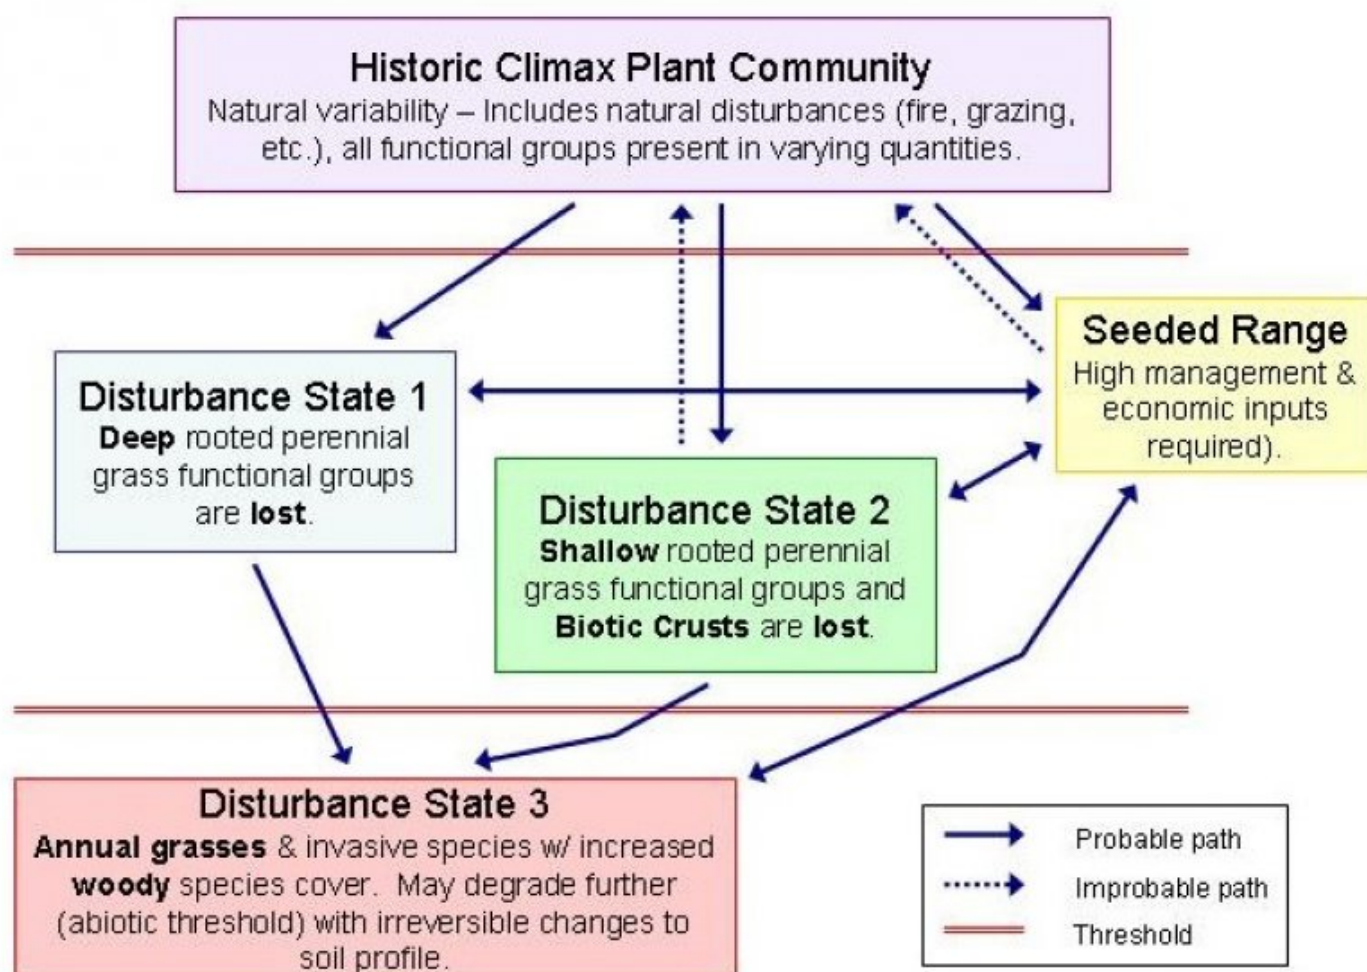 Historic Climax Plant Community
Natural variability – Includes natural disturbances (fire, grazing,
etc.), all functional groups present in varying quantities.
Seeded Range
High management &
economic inputs
required).
Disturbance State 1
Deep rooted perennial
grass functional groups
are lost.
Disturbance State 2
Shallow rooted perennial
grass functional groups and
Biotic Crusts are lost.
Disturbance State 3
Annual grasses & invasive species w/ increased
woody species cover. May degrade further
(abiotic threshold) with irreversible changes to
soil profile.
Probable path
Improbable path
Threshold